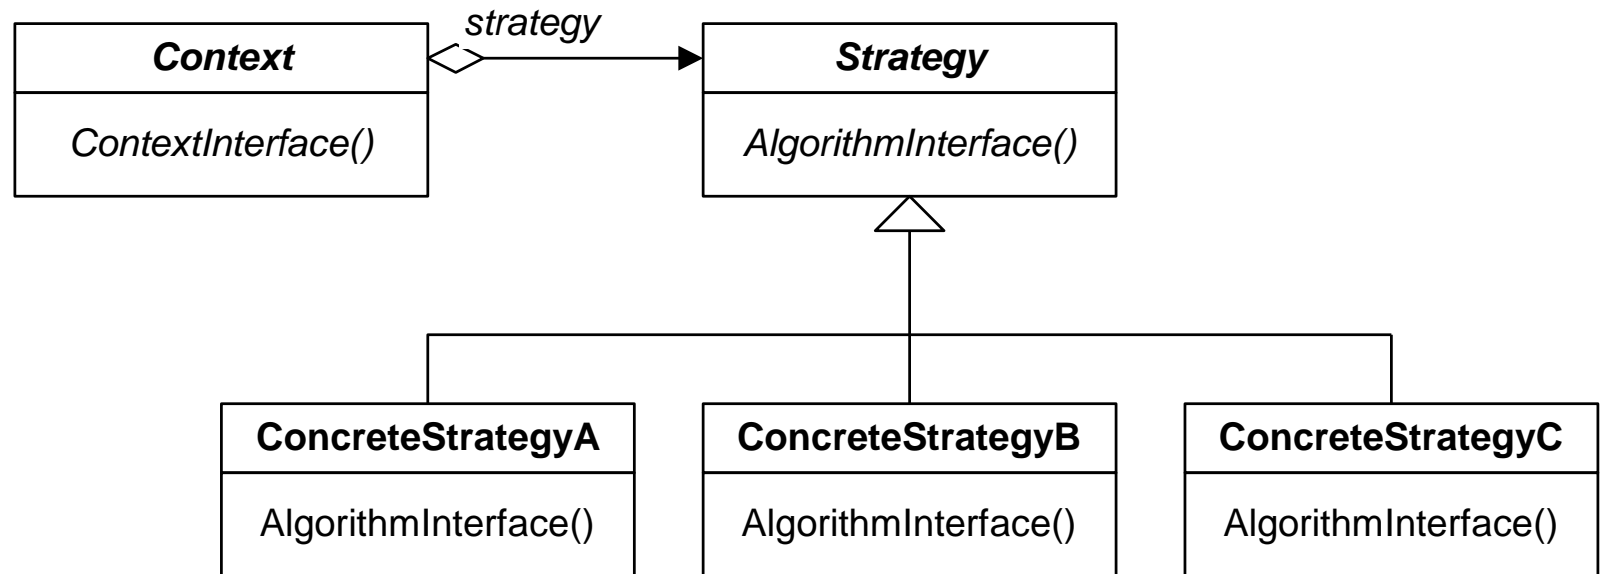 strategy
Context
Strategy
ContextInterface()
AlgorithmInterface()
ConcreteStrategyA
ConcreteStrategyB
ConcreteStrategyC
AlgorithmInterface()
AlgorithmInterface()
AlgorithmInterface()